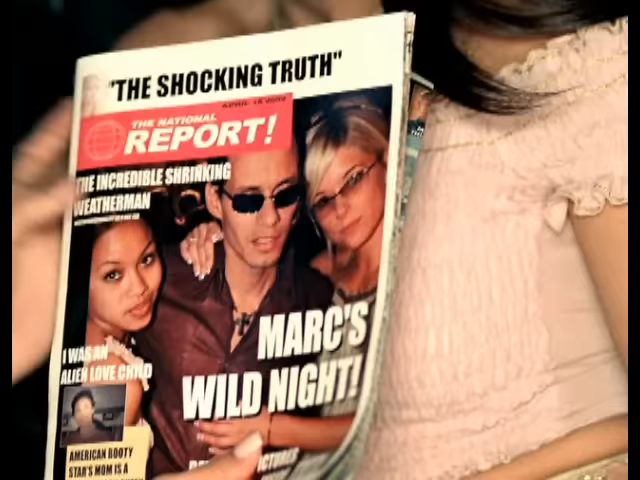 "THE SHOCKING TRUTH"
THE NATIONAL
REPORT!
THE INCREDIBLE SHRINKING
WEATHERMAN
MARC'S
WILD NIGHT!
I WAS AN
ALIEN LOVE CHILD
AMERICAN BOOTY
STAR'S MOM IS A